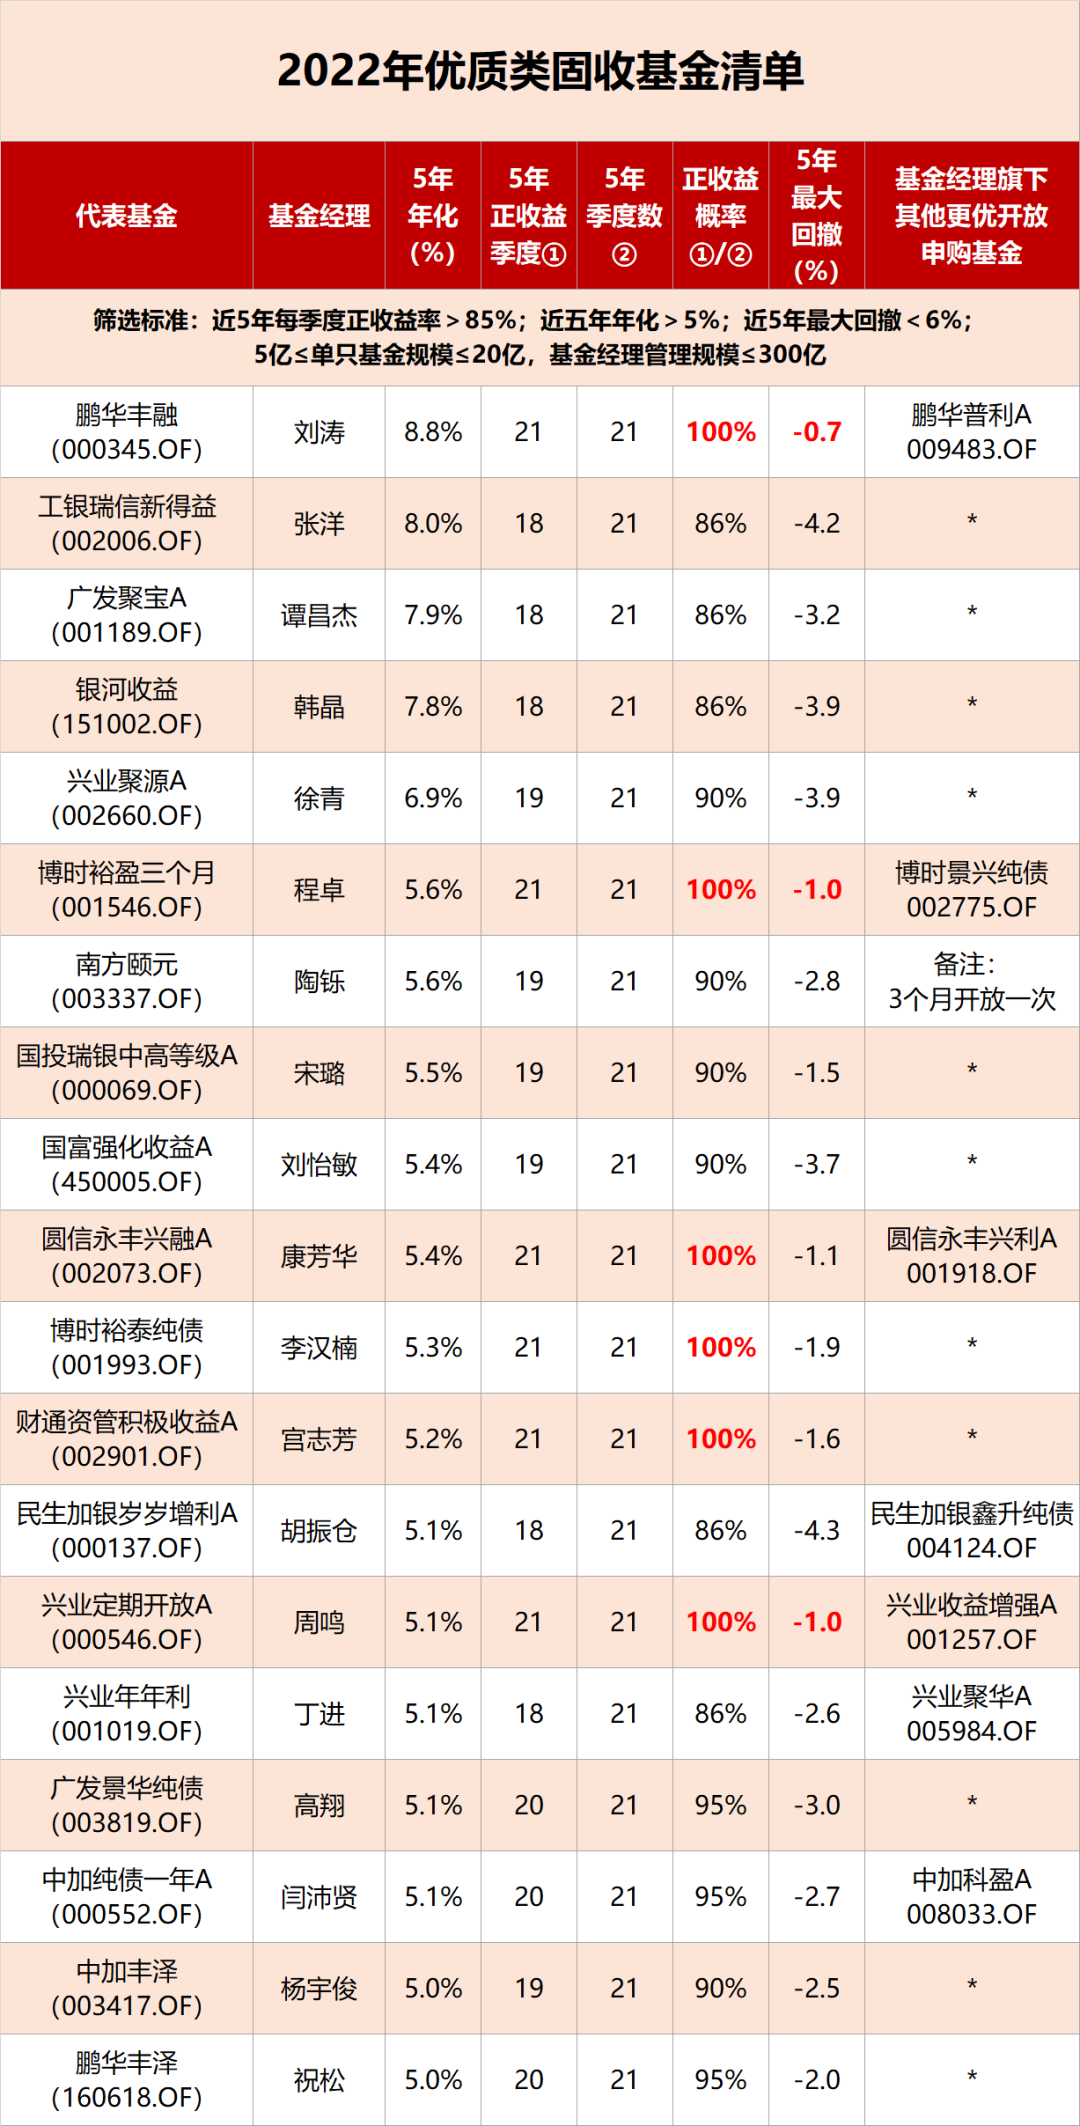 2022年优质类固收基金清单
代表基金
基金经理
5年
年化
(%)
5年
正收益
季度①
5年
季度数
②
正收益
概率
①/②
5年
最大
回撤
(%)
基金经理旗下
其他更优开放
申购基金
筛选标准：近5年每季度正收益率＞85%；近五年年化＞5%；近5年最大回撤＜6%；
5亿≤单只基金规模≤20亿，基金经理管理规模≤300亿
鹏华丰融
（000345.OF）
刘涛
8.8%
21
21
100%
-0.7
鹏华普利A
009483.OF
工银瑞信新得益
（002006.OF）
张洋
8.0%
18
21
86%
-4.2
*
广发聚宝A
（001189.OF）
谭昌杰
7.9%
18
21
86%
-3.2
*
银河收益
（151002.OF）
韩晶
7.8%
18
21
86%
-3.9
*
兴业聚源A
（002660.OF）
徐青
6.9%
19
21
90%
-3.9
*
博时裕盈三个月
（001546.OF）
程卓
5.6%
21
21
100%
-1.0
博时景兴纯债
002775.OF
南方颐元
（003337.OF）
陶铄
5.6%
19
21
90%
-2.8
备注：
3个月开放一次
国投瑞银中高等级A
（000069.OF）
宋璐
5.5%
19
21
90%
-1.5
*
国富强化收益A
（450005.OF）
刘怡敏
5.4%
19
21
90%
-3.7
*
圆信永丰兴融A
（002073.OF）
康芳华
5.4%
21
21
100%
-1.1
圆信永丰兴利A
001918.OF
博时裕泰纯债
（001993.OF）
李汉楠
5.3%
21
21
100%
-1.9
*
财通资管积极收益A
（002901.OF）
宫志芳
5.2%
21
21
100%
-1.6
*
民生加银岁岁增利A
（000137.OF）
胡振仓
5.1%
18
21
86%
-4.3
民生加银鑫升纯债
004124.OF
兴业定期开放A
（000546.OF）
周鸣
5.1%
21
21
100%
-1.0
兴业收益增强A
001257.OF
兴业年年利
（001019.OF）
丁进
5.1%
18
21
86%
-2.6
兴业聚华A
005984.OF
广发景华纯债
（003819.OF）
高翔
5.1%
20
21
95%
-3.0
*
中加纯债一年A
（000552.OF）
闫沛贤
5.1%
20
21
95%
-2.7
中加科盈A
008033.OF
中加丰泽
（003417.OF）
杨宇俊
5.0%
19
21
90%
-2.5
*
鹏华丰泽
（160618.OF）
祝松
5.0%
20
21
95%
-2.0
*